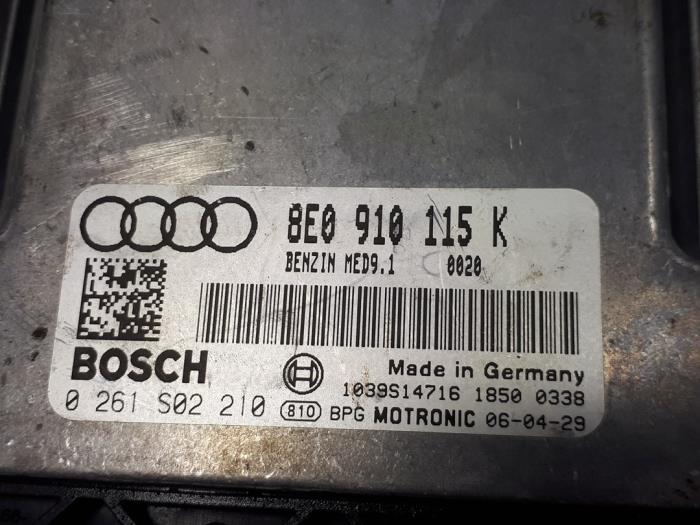 8E0 910 115 K
BENZIN MED9.1 0020
BOSCH
Made in Germany
1039S14716 1850 0338
0 261 S02 210
810 BPG MOTRONIC 06-04-29